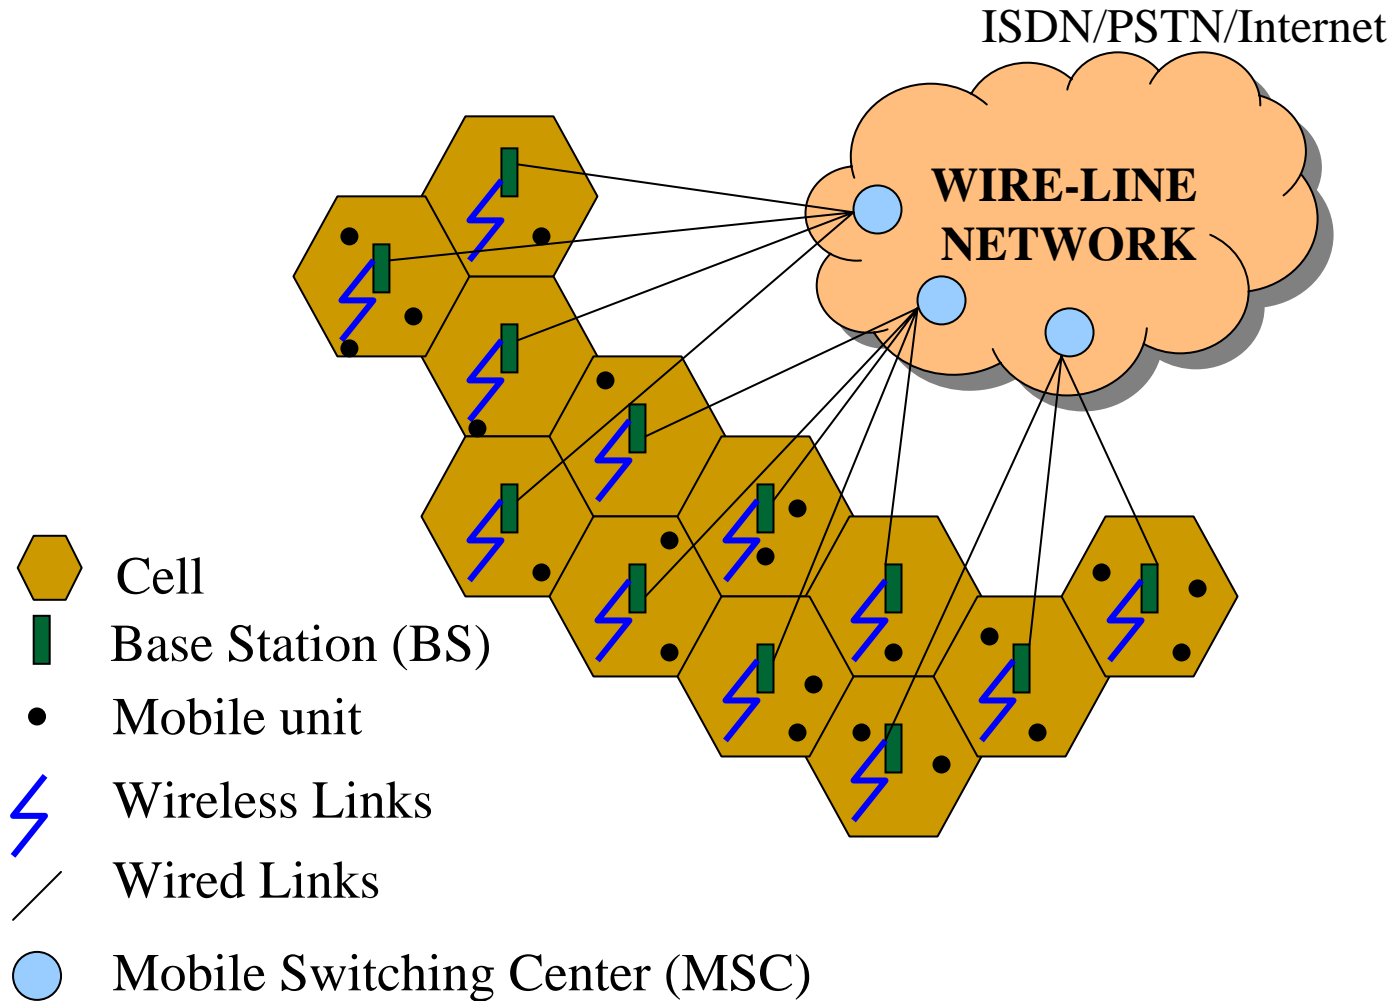 ISDN/PSTN/Internet
WIRE-LINE
NETWORK
Cell
Base Station (BS)
Mobile unit
Wireless Links
Wired Links
Mobile Switching Center (MSC)